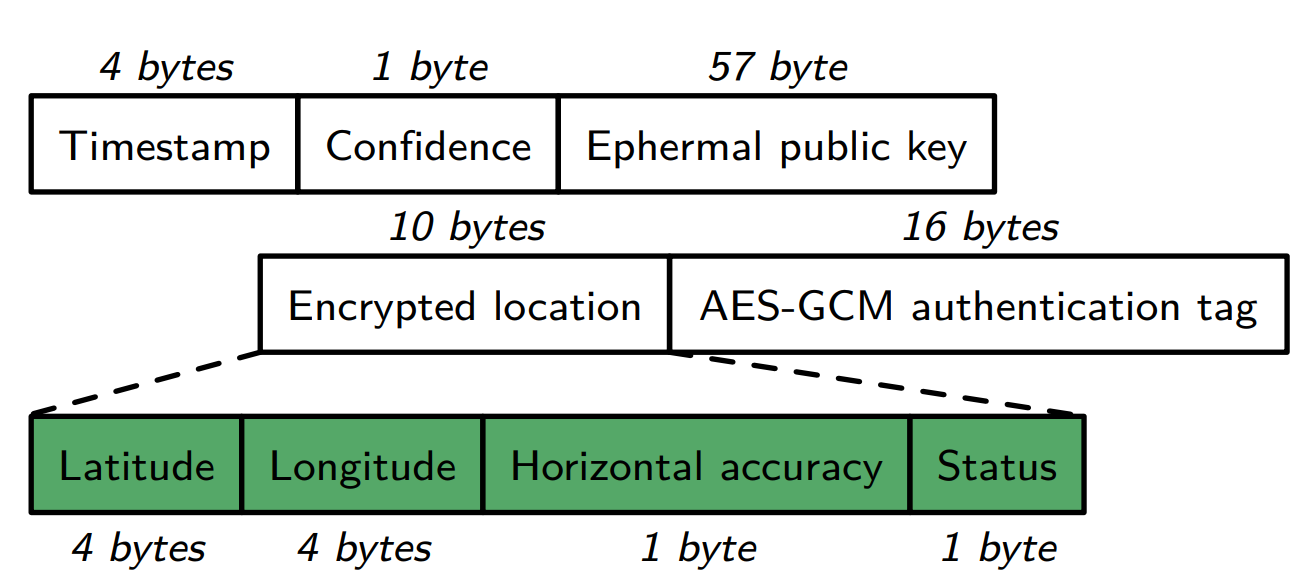 4 bytes 1 byte 57 byte
Timestamp Confidence Ephermal public key
10 bytes 16 bytes
Encrypted location AES-GCM authentication tag
Latitude Longitude Horizontal accuracy Status
4 bytes 4 bytes 1 byte 1 byte